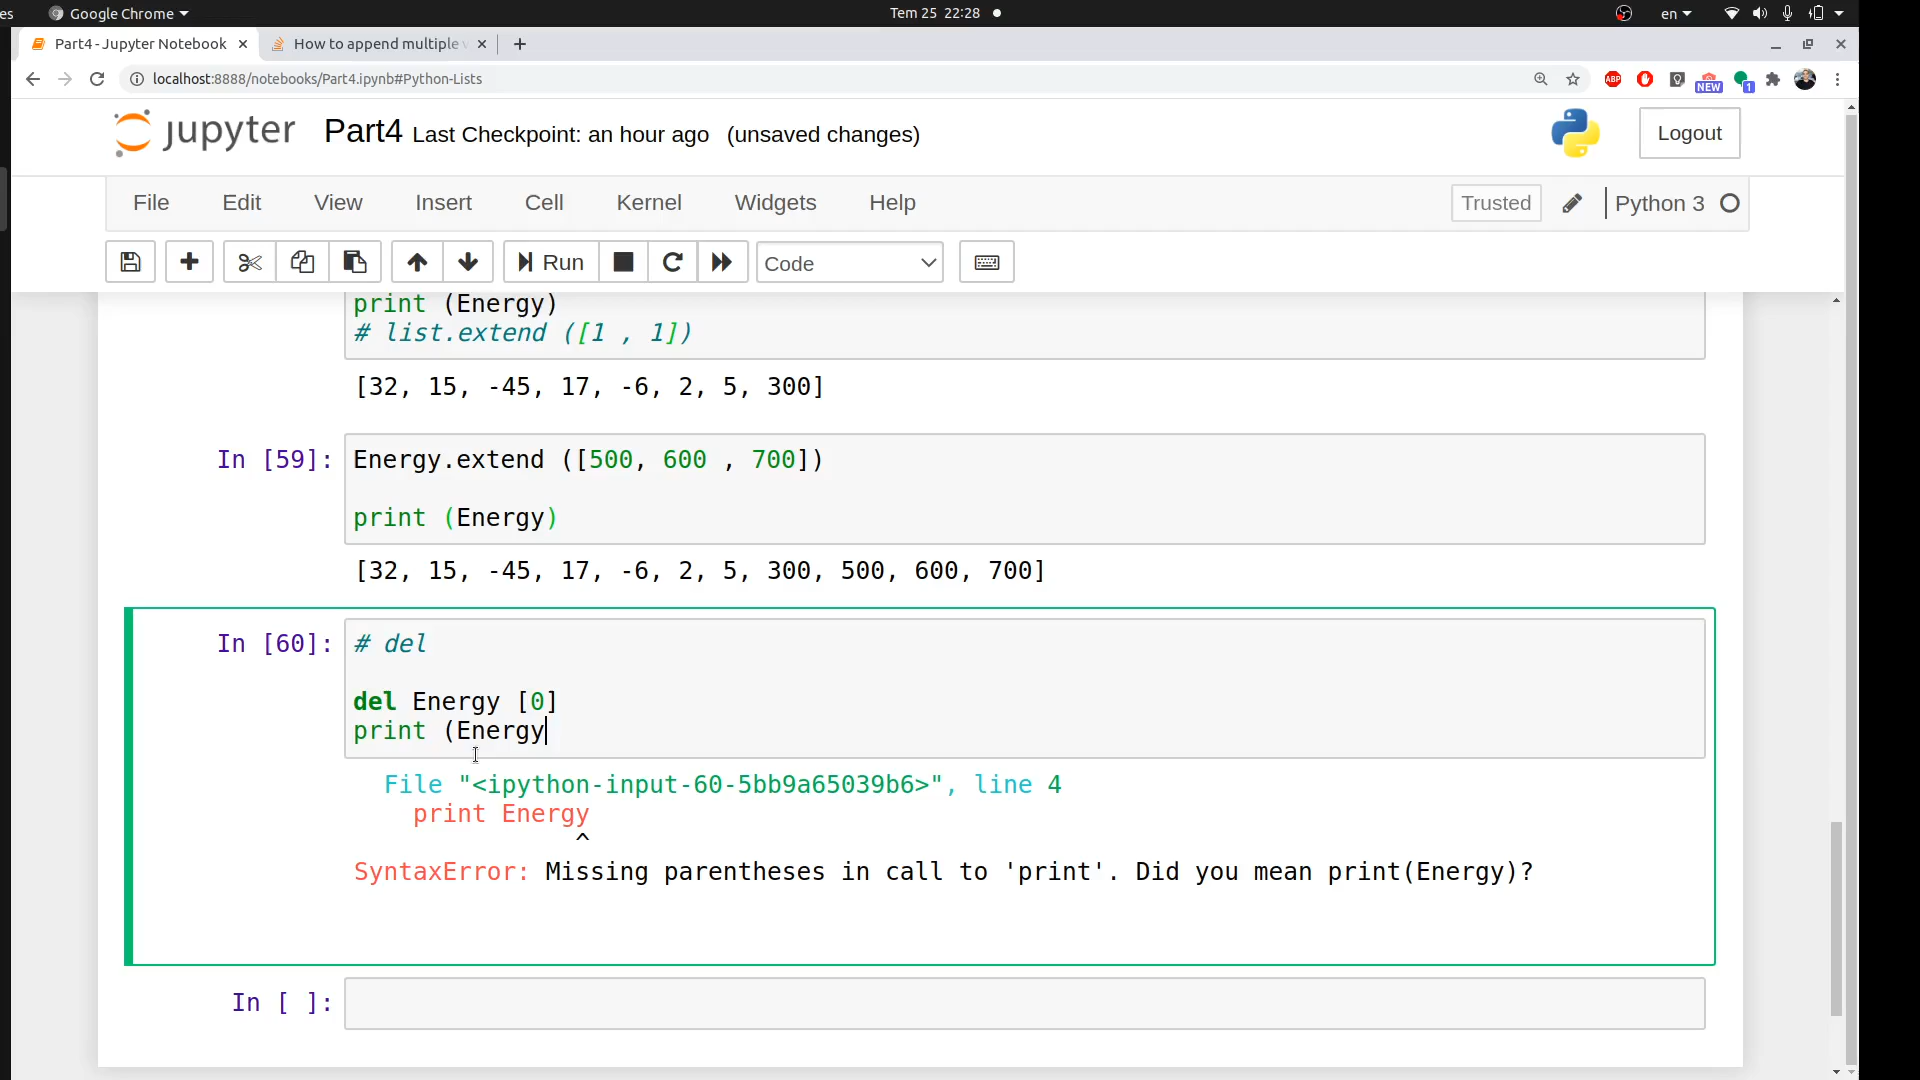 es
Google Chrome
Tem 25 22:28
en
Part4 - Jupyter Notebook
How to append multiple
localhost:8888/notebooks/Part4.ipynb#Python-Lists
ABP
NEW
1
jupyter Part4 Last Checkpoint: an hour ago (unsaved changes)
Logout
File Edit View Insert Cell Kernel Widgets Help
Trusted
Python 3
Run
Code
print (Energy)
# list.extend ([1 , 1])
[32, 15, -45, 17, -6, 2, 5, 300]
In [59]: Energy.extend ([500, 600 , 700])
print (Energy)
[32, 15, -45, 17, -6, 2, 5, 300, 500, 600, 700]
In [60]: # del
del Energy [0]
print (Energy
File "<ipython-input-60-5bb9a65039b6>", line 4
print Energy
^
SyntaxError: Missing parentheses in call to 'print'. Did you mean print(Energy)?
In [ ]: